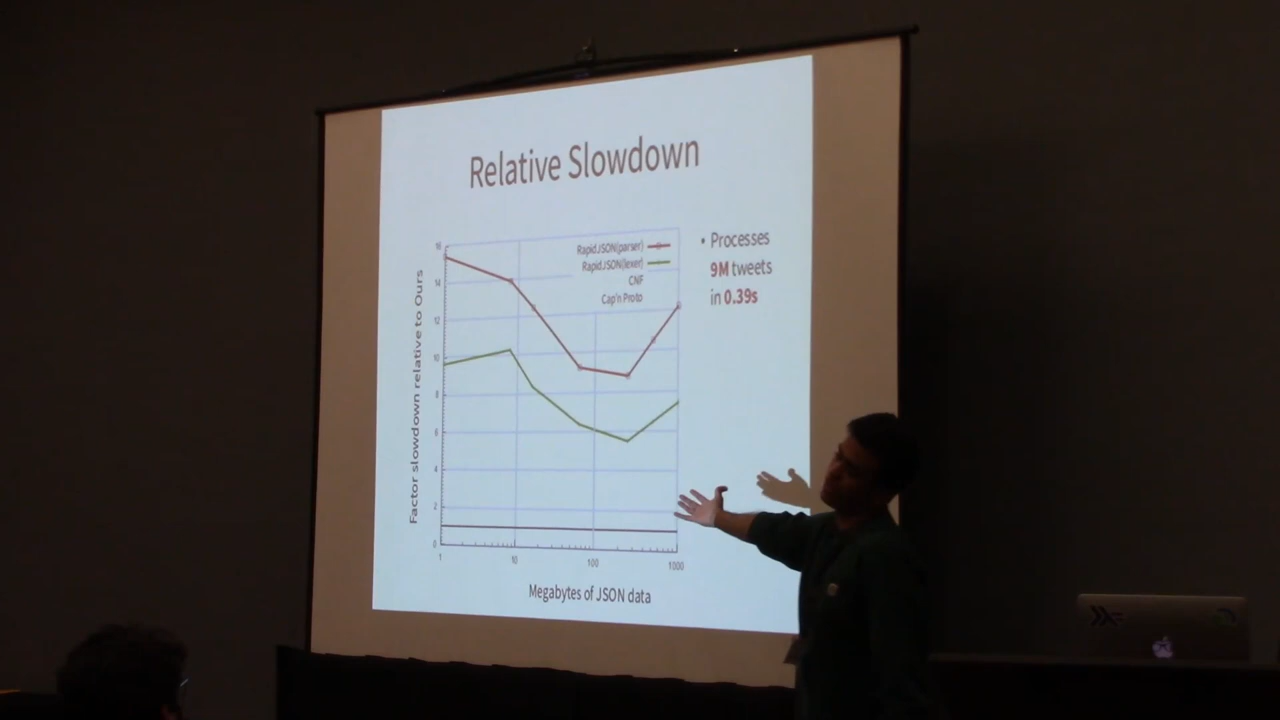 Relative Slowdown
Factor slowdown relative to Ours
16
14
12
10
8
6
4
2
0
1
10
100
1000
Megabytes of JSON data
RapidJSON(parser)
RapidJSON(lexer)
CNF
Cap'n Proto
• Processes
9M tweets
in 0.39s